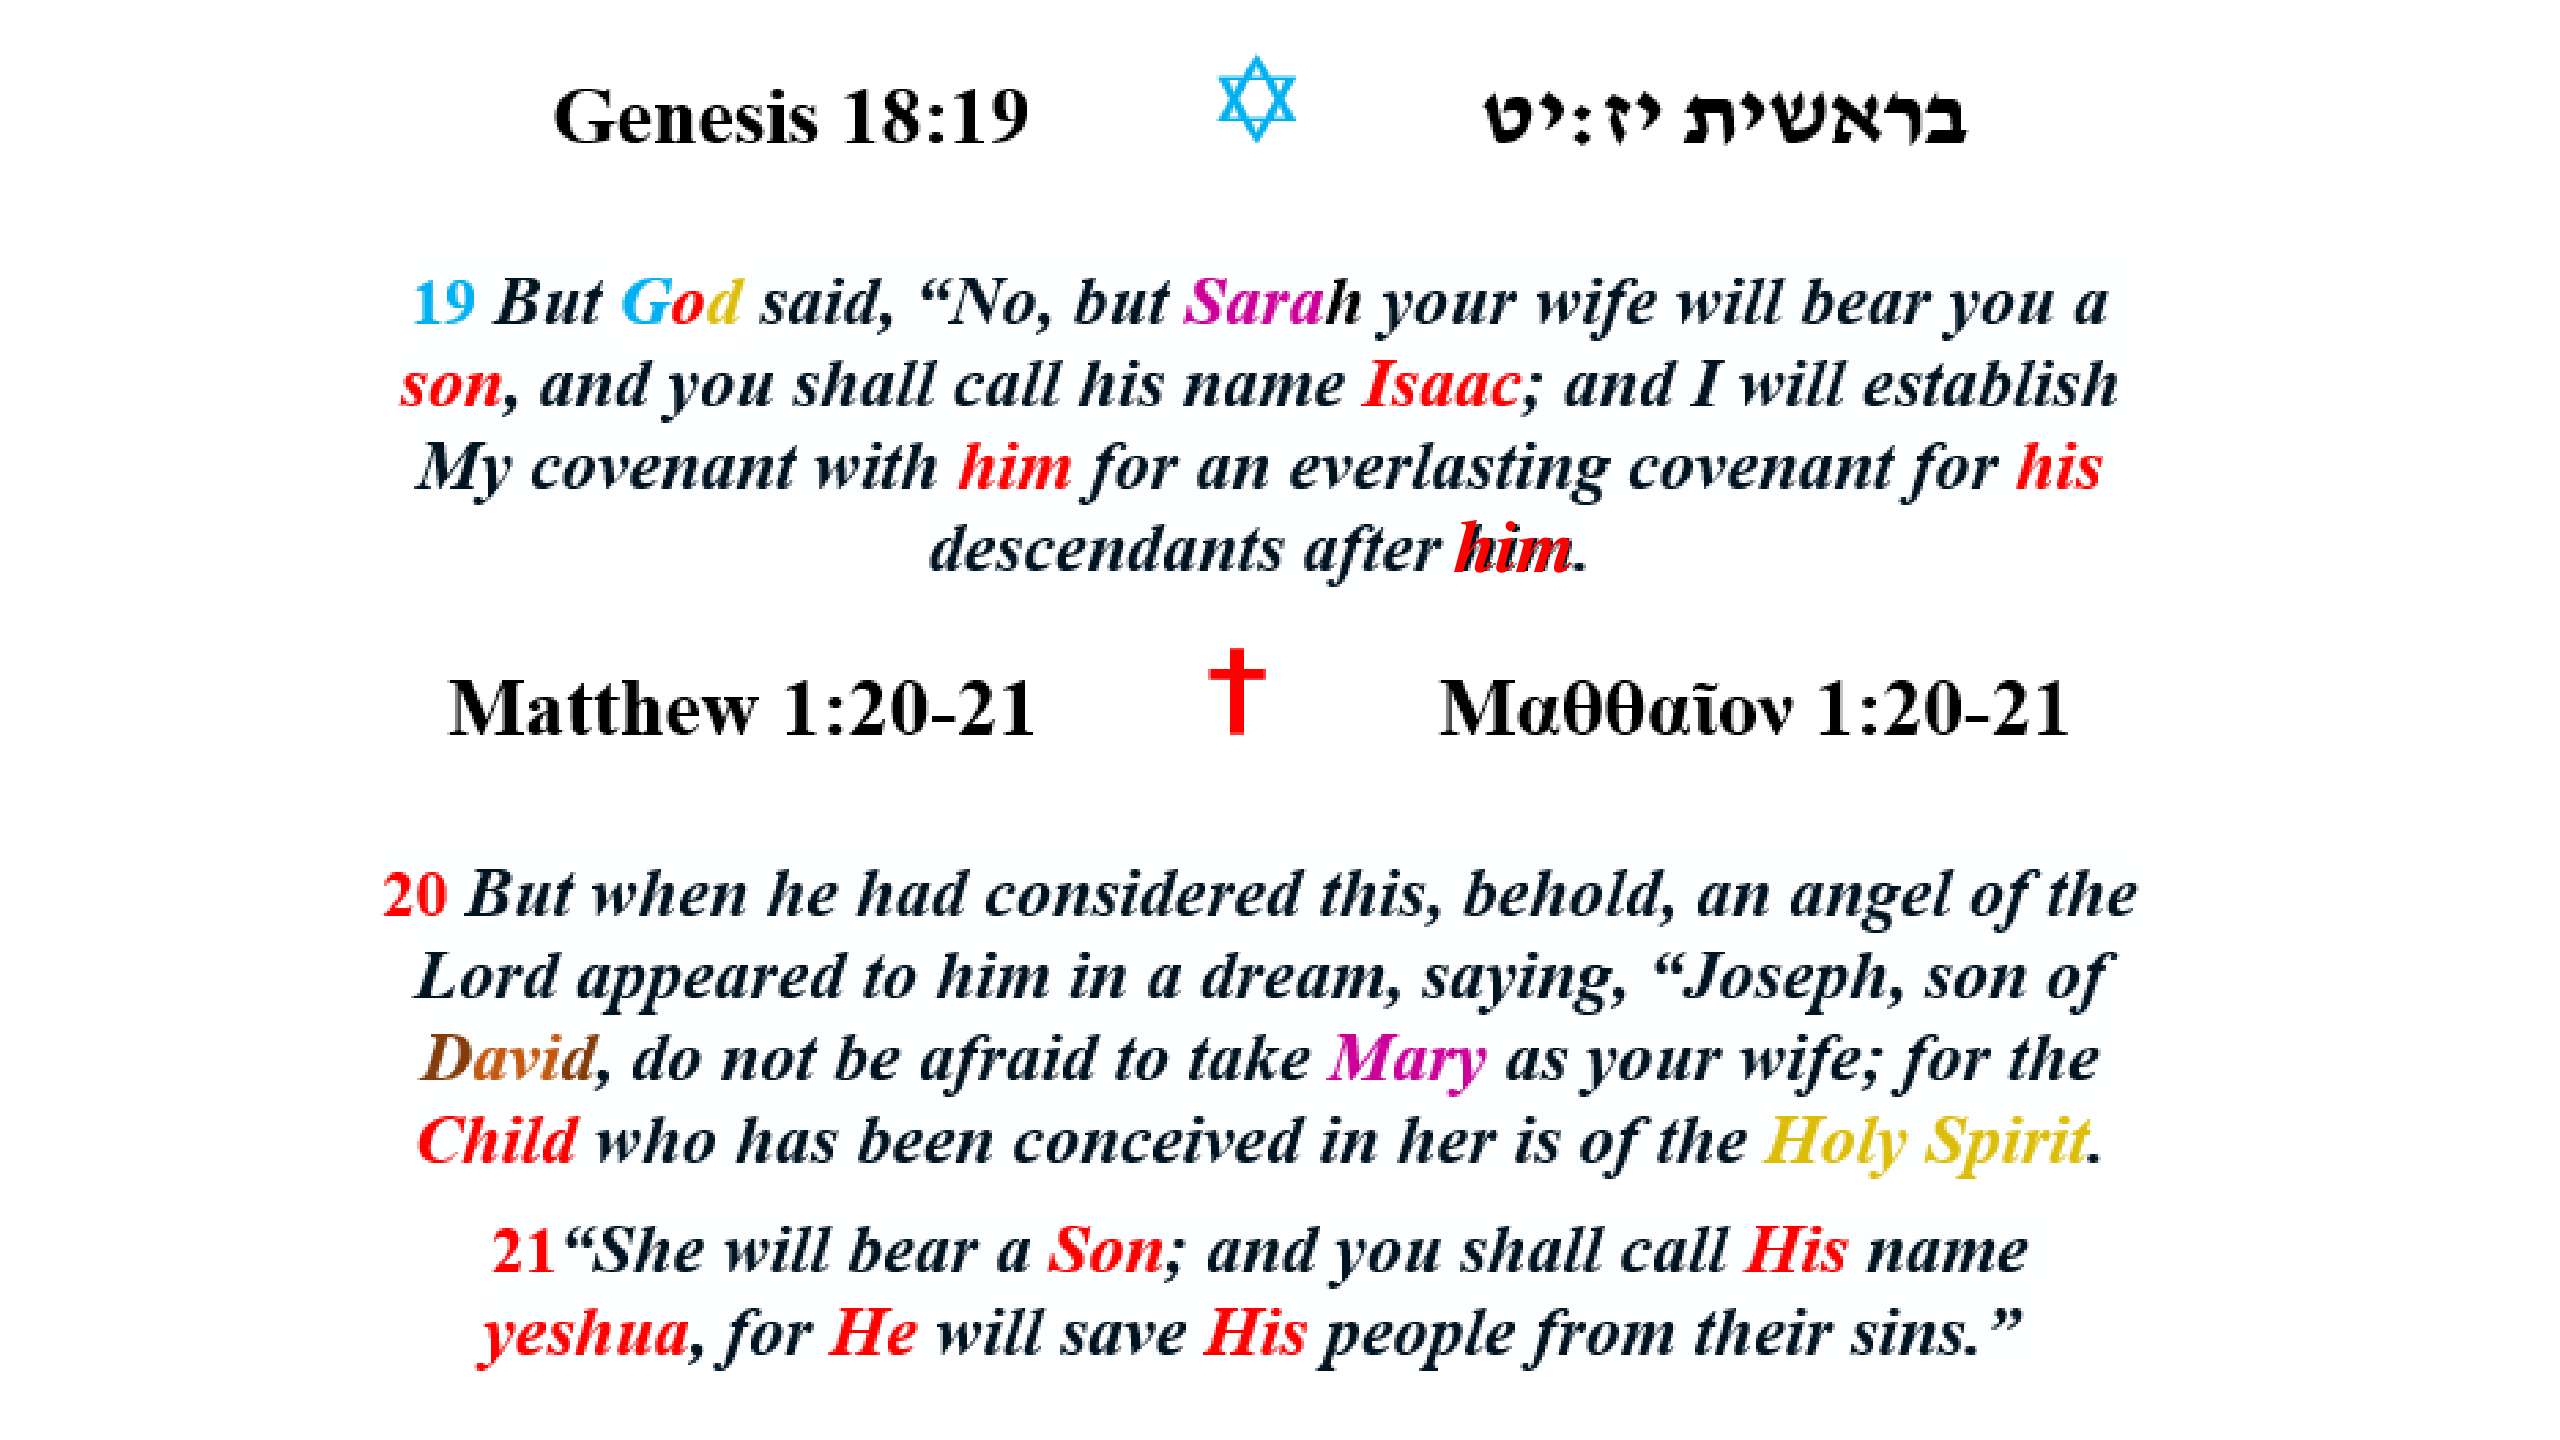 Genesis 18:19 ✡ בראשית יז:יט
19 But God said, “No, but Sarah your wife will bear you a
son, and you shall call his name Isaac; and I will establish
My covenant with him for an everlasting covenant for his
descendants after him.
Matthew 1:20-21 ✝ Μαθθαῖον 1:20-21
20 But when he had considered this, behold, an angel of the
Lord appeared to him in a dream, saying, “Joseph, son of
David, do not be afraid to take Mary as your wife; for the
Child who has been conceived in her is of the Holy Spirit.
21“She will bear a Son; and you shall call His name
yeshua, for He will save His people from their sins.”